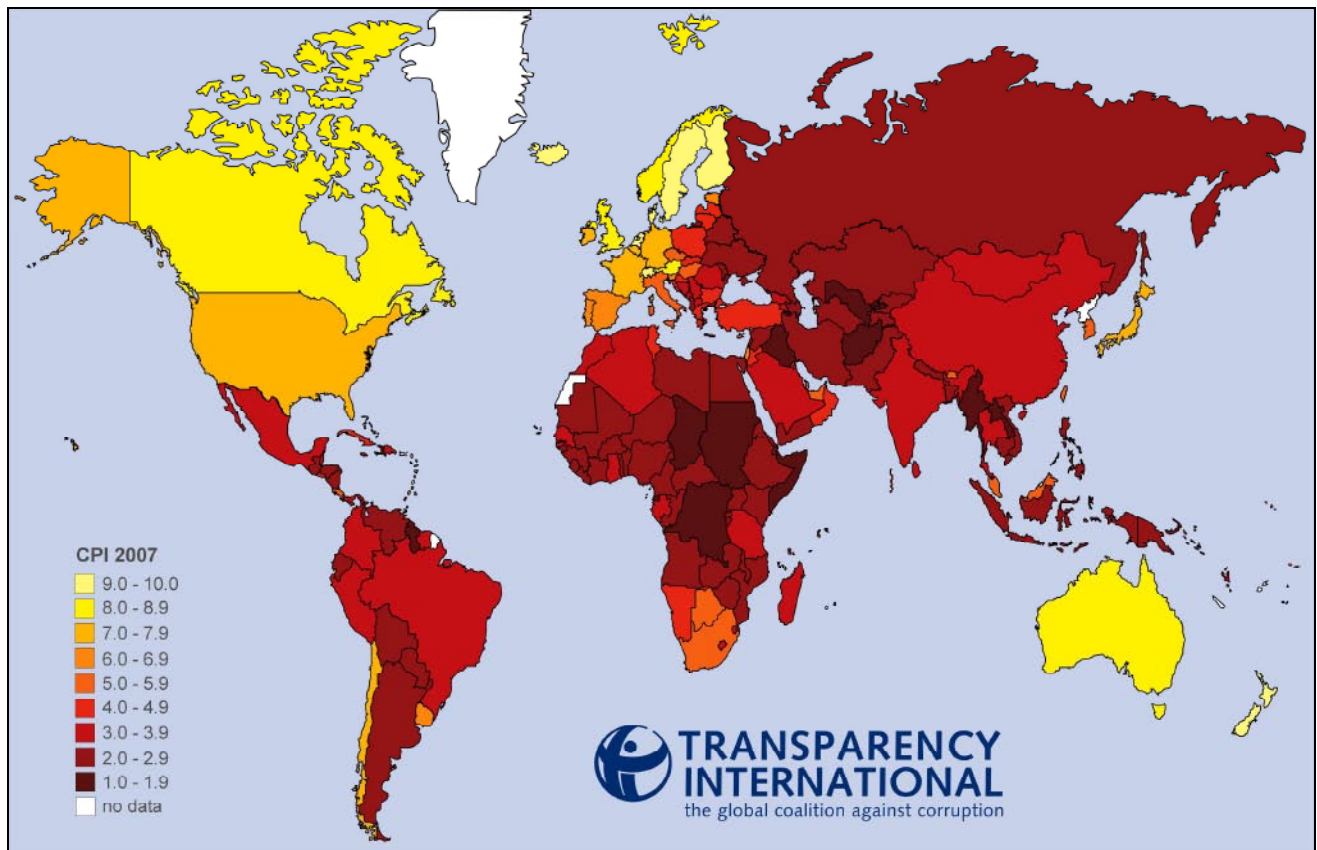 CPI 2007
9.0 - 10.0
8.0 - 8.9
7.0 - 7.9
6.0 - 6.9
5.0 - 5.9
4.0 - 4.9
3.0 - 3.9
2.0 - 2.9
1.0 - 1.9
no data
TRANSPARENCY
INTERNATIONAL
the global coalition against corruption